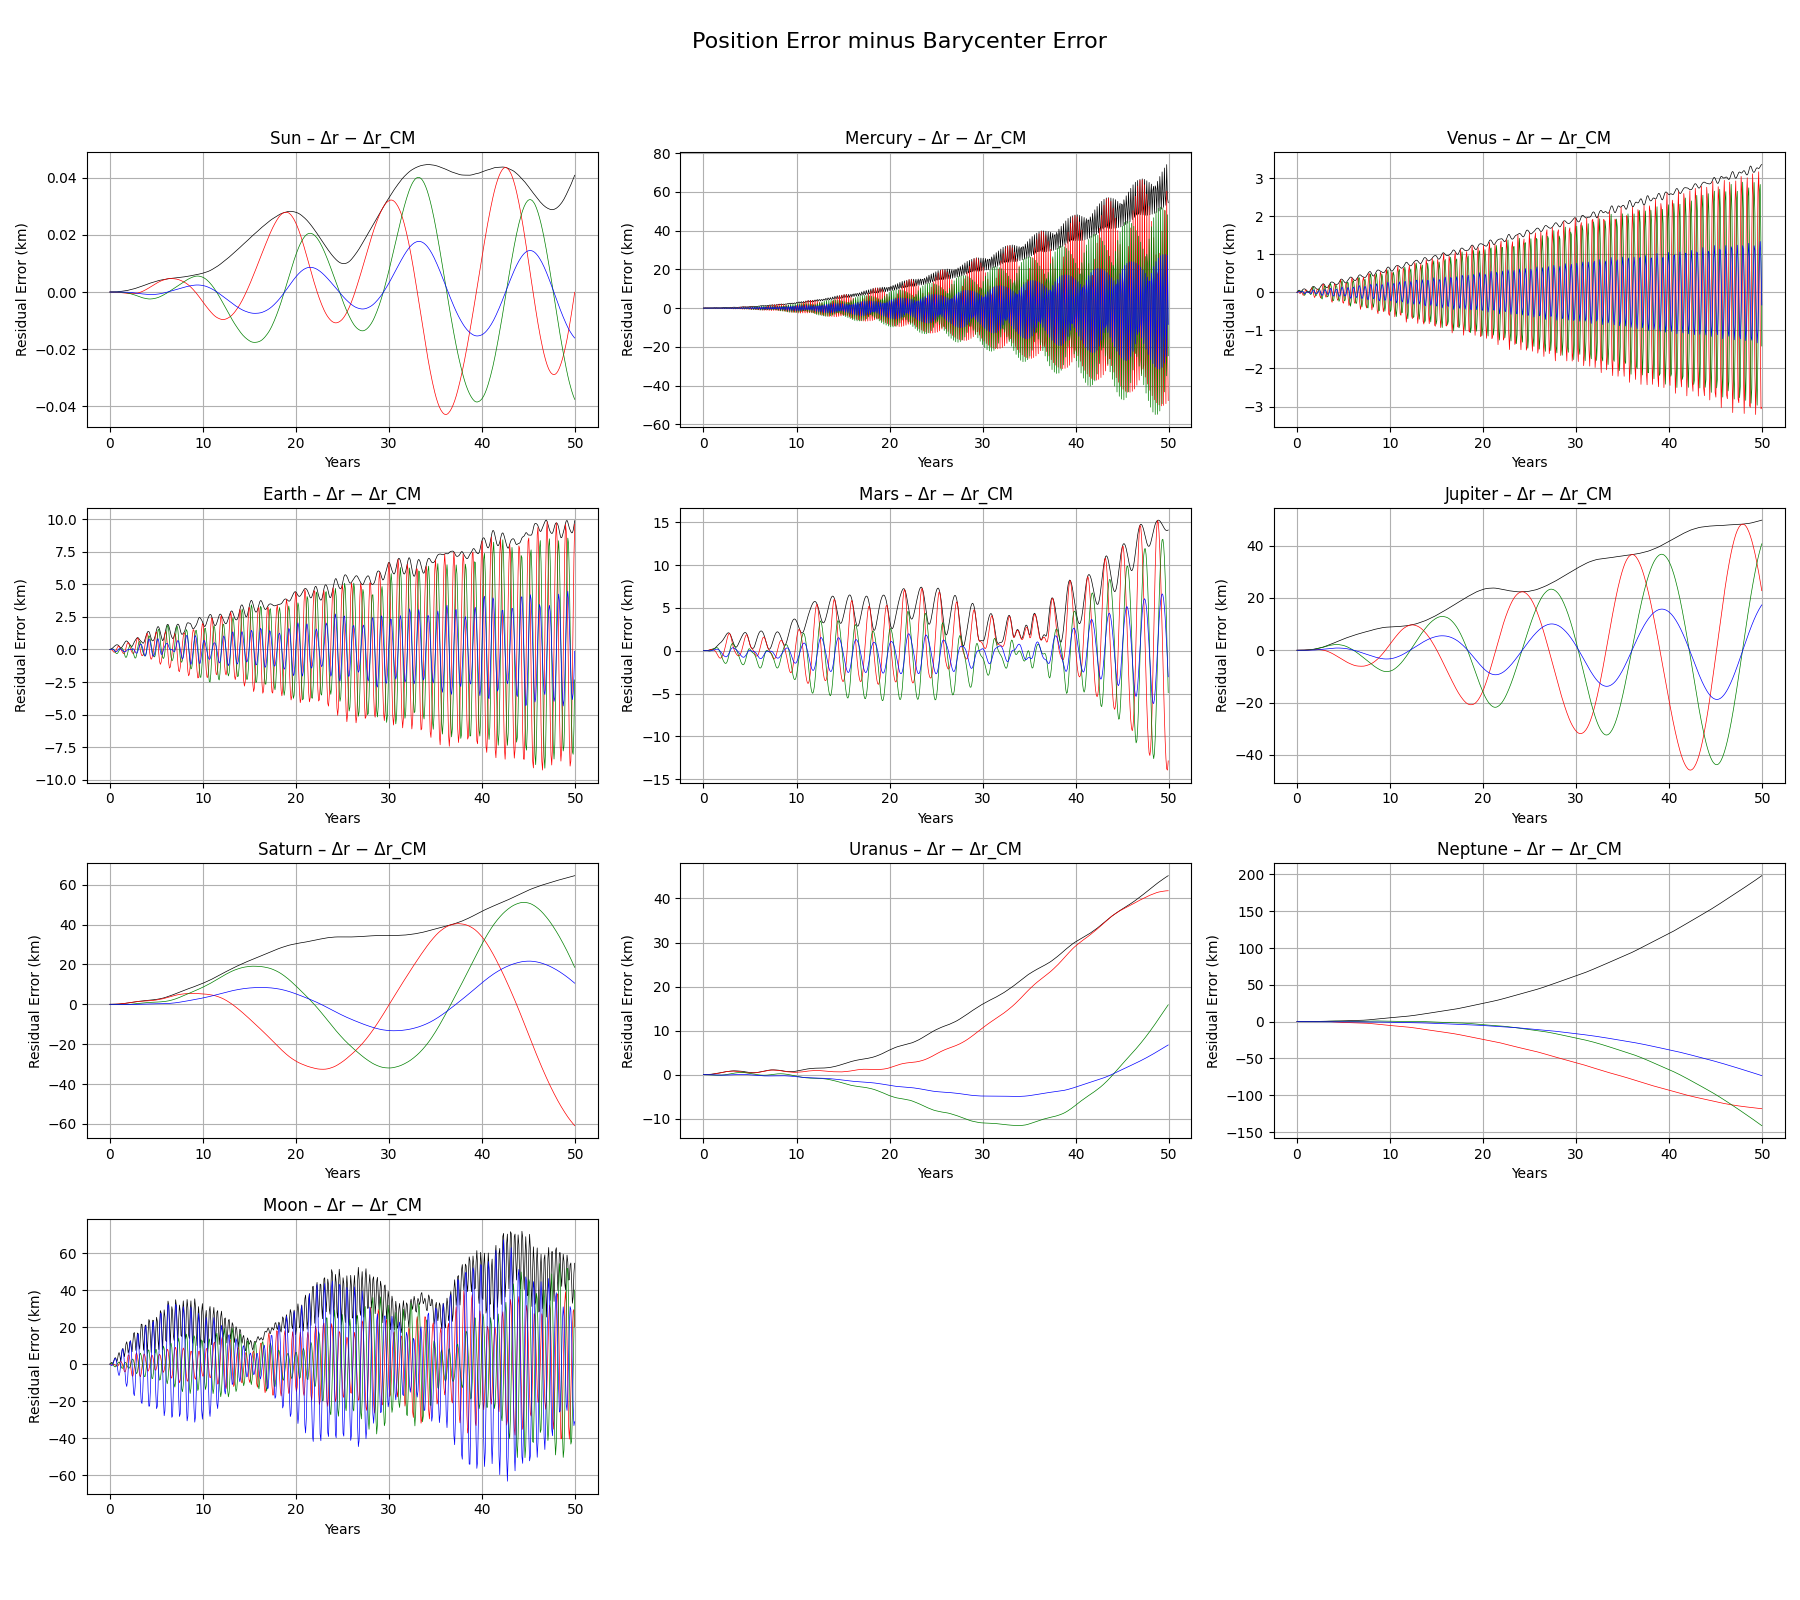 Position Error minus Barycenter Error
Sun – Δr − Δr_CM
Residual Error (km)
0.04
0.02
0.00
−0.02
−0.04
0 10 20 30 40 50
Years
Mercury – Δr − Δr_CM
Residual Error (km)
80
60
40
20
0
−20
−40
−60
0 10 20 30 40 50
Years
Venus – Δr − Δr_CM
Residual Error (km)
3
2
1
0
−1
−2
−3
0 10 20 30 40 50
Years
Earth – Δr − Δr_CM
Residual Error (km)
10.0
7.5
5.0
2.5
0.0
−2.5
−5.0
−7.5
−10.0
0 10 20 30 40 50
Years
Mars – Δr − Δr_CM
Residual Error (km)
15
10
5
0
−5
−10
−15
0 10 20 30 40 50
Years
Jupiter – Δr − Δr_CM
Residual Error (km)
40
20
0
−20
−40
0 10 20 30 40 50
Years
Saturn – Δr − Δr_CM
Residual Error (km)
60
40
20
0
−20
−40
−60
0 10 20 30 40 50
Years
Uranus – Δr − Δr_CM
Residual Error (km)
40
30
20
10
0
−10
0 10 20 30 40 50
Years
Neptune – Δr − Δr_CM
Residual Error (km)
200
150
100
50
0
−50
−100
−150
0 10 20 30 40 50
Years
Moon – Δr − Δr_CM
Residual Error (km)
60
40
20
0
−20
−40
−60
0 10 20 30 40 50
Years